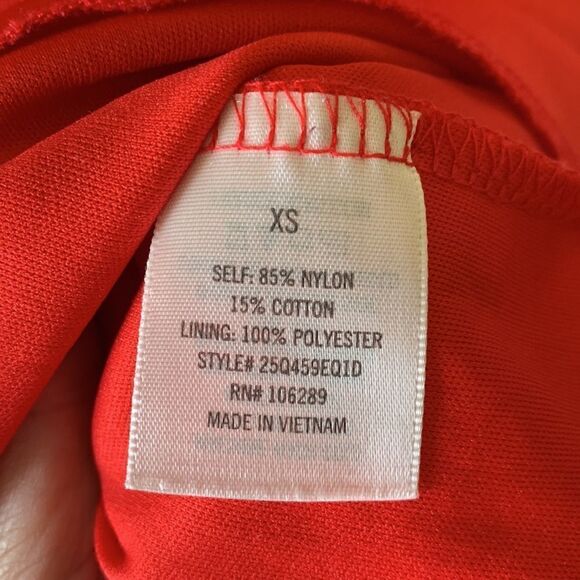 XS
SELF: 85% NYLON
15% COTTON
LINING: 100% POLYESTER
STYLE# 25Q459EQ1D
RN# 106289
MADE IN VIETNAM